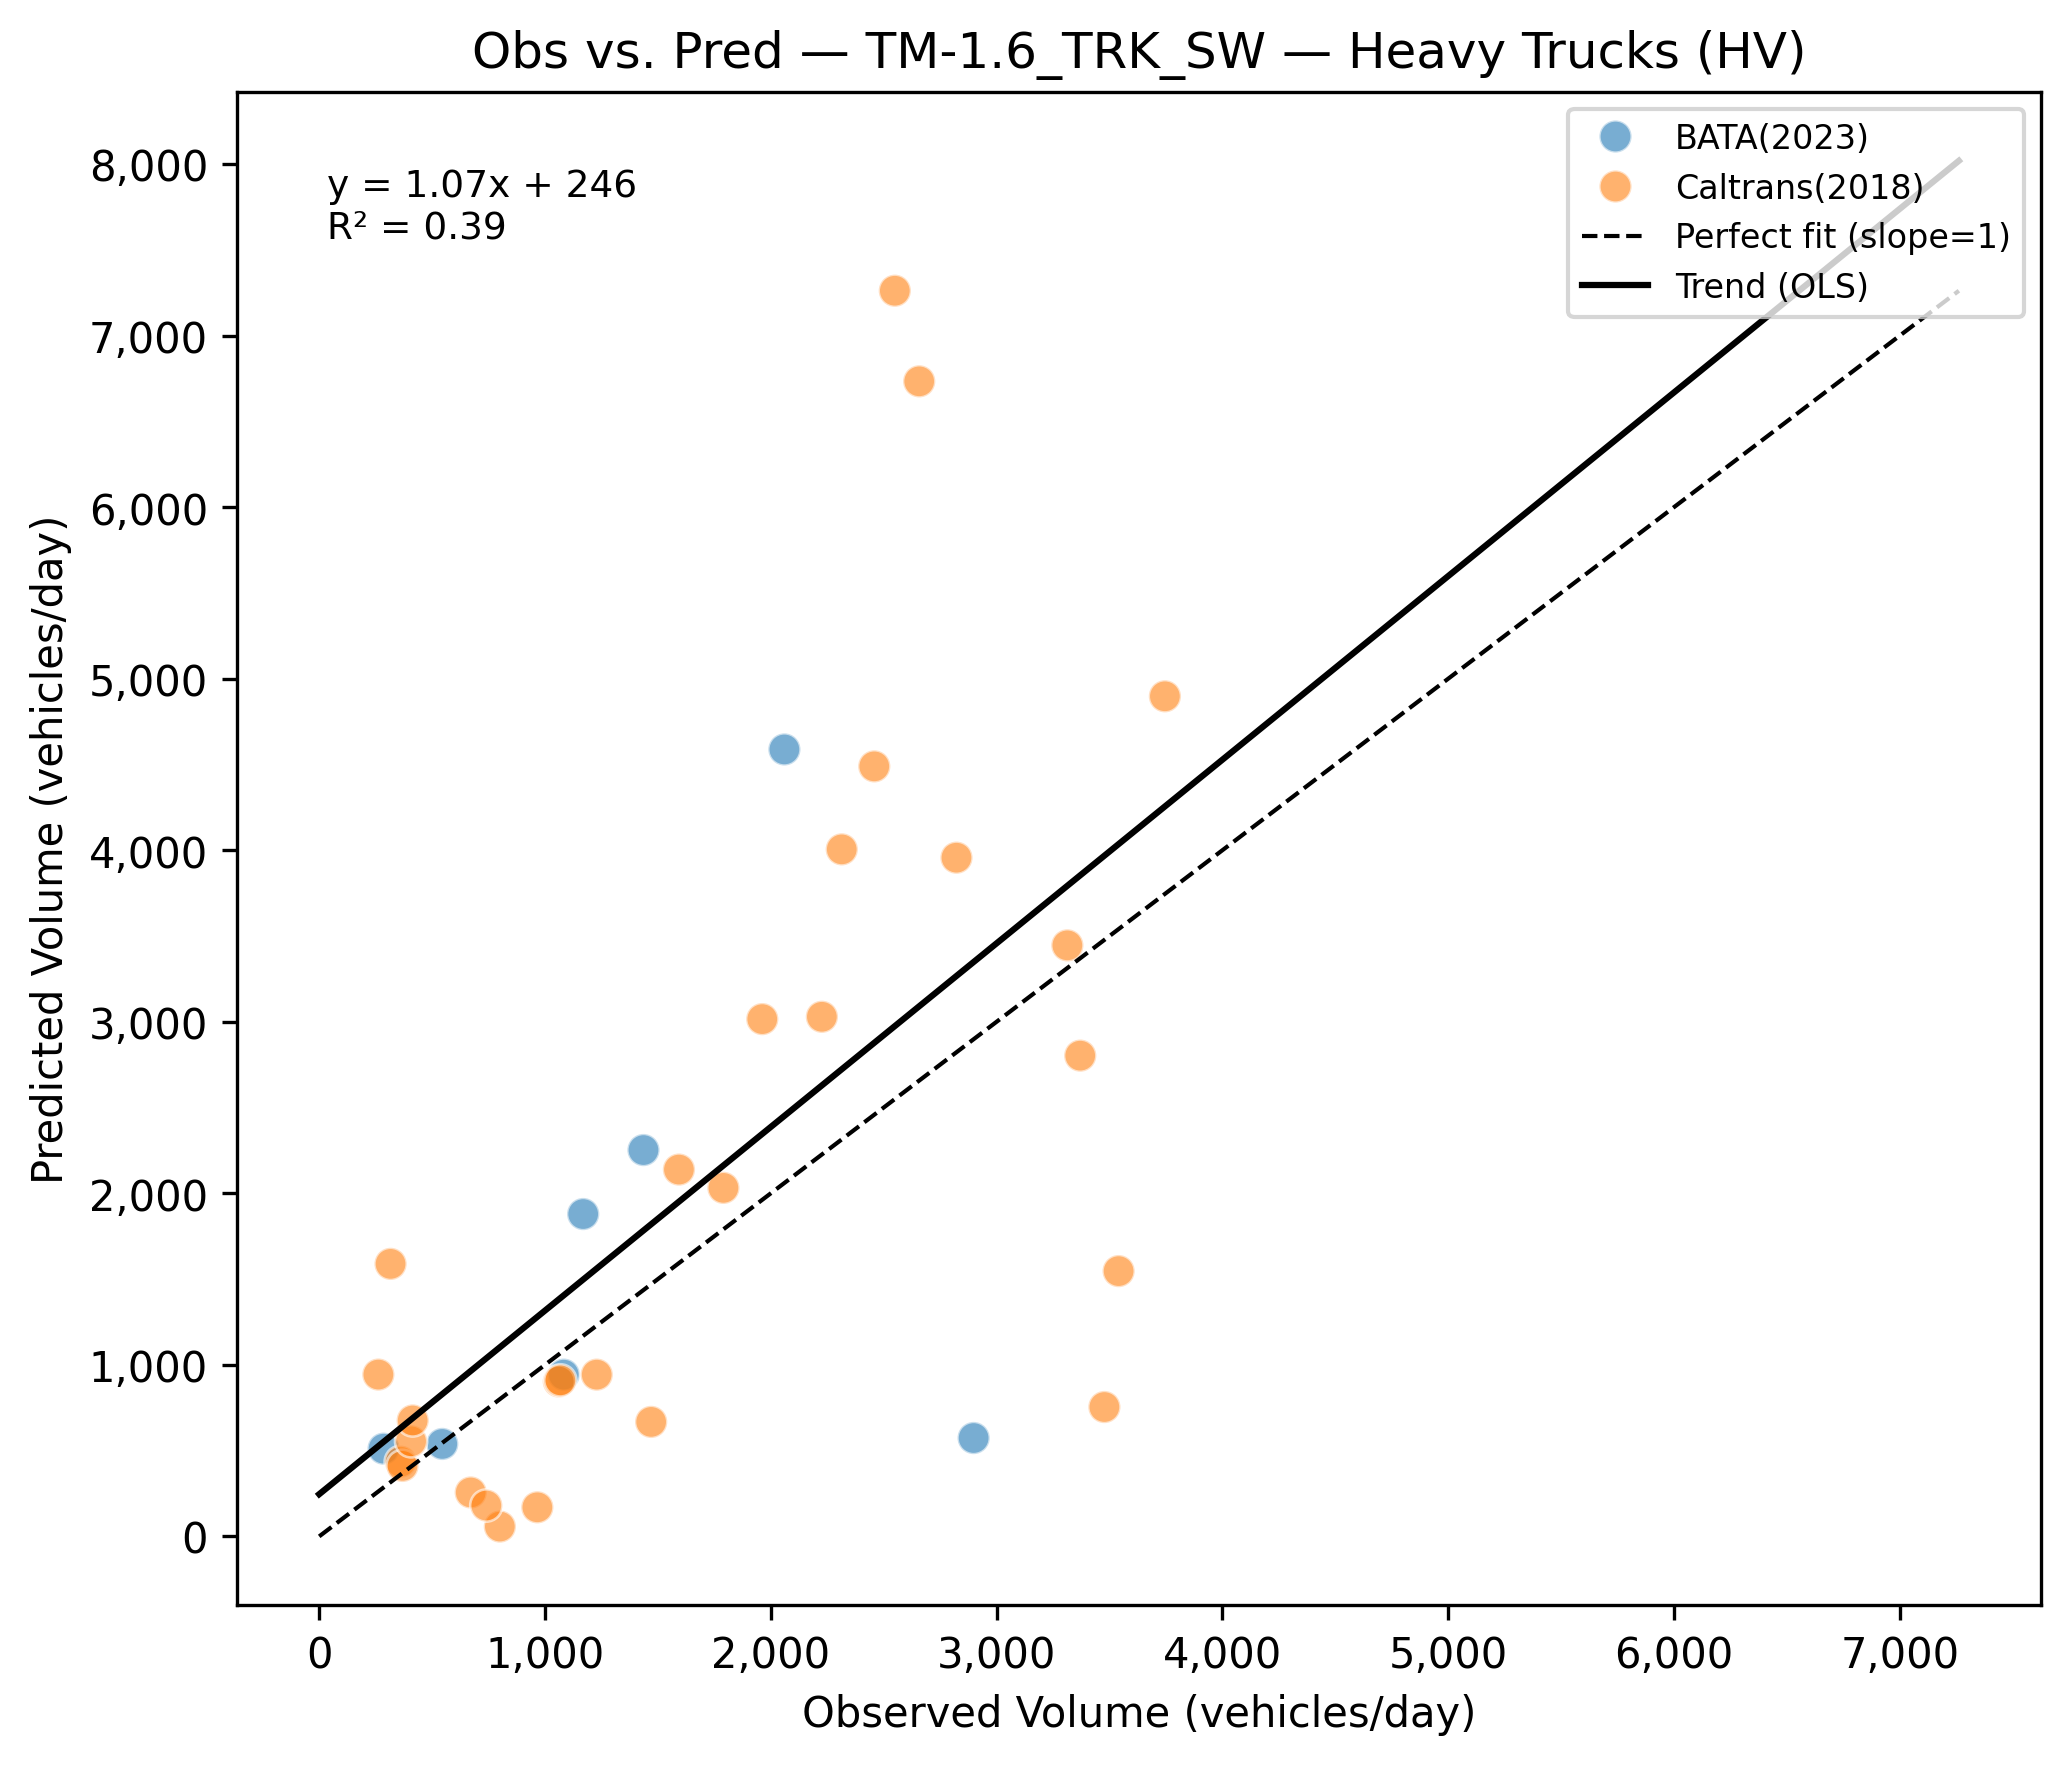 Obs vs. Pred — TM-1.6_TRK_SW — Heavy Trucks (HV)
y = 1.07x + 246
R² = 0.39
BATA(2023)
Caltrans(2018)
Perfect fit (slope=1)
Trend (OLS)
8,000
7,000
6,000
5,000
4,000
3,000
2,000
1,000
0
Predicted Volume (vehicles/day)
0 1,000 2,000 3,000 4,000 5,000 6,000 7,000
Observed Volume (vehicles/day)